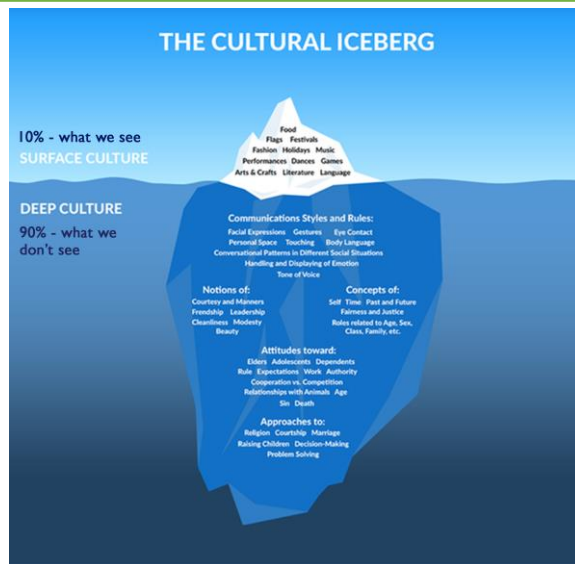 THE CULTURAL ICEBERG
10% - what we see
SURFACE CULTURE
Food
Flags Festivals
Fashion Holidays Music
Performances Dances Games
Arts & Crafts Literature Language
DEEP CULTURE
90% - what we
don't see
Communications Styles and Rules:
Facial Expressions Gestures Eye Contact
Personal Space Touching Body Language
Conversational Patterns in Different Social Situations
Handling and Displaying of Emotion
Tone of Voice
Notions of:
Courtesy and Manners
Frendship Leadership
Cleanliness Modesty
Beauty
Concepts of:
Self Time Past and Future
Fairness and Justice
Roles related to Age, Sex,
Class, Family, etc.
Attitudes toward:
Elders Adolescents Dependents
Rule Expectations Work Authority
Cooperation vs. Competition
Relationships with Animals Age
Sin Death
Approaches to:
Religion Courtship Marriage
Raising Children Decision-Making
Problem Solving